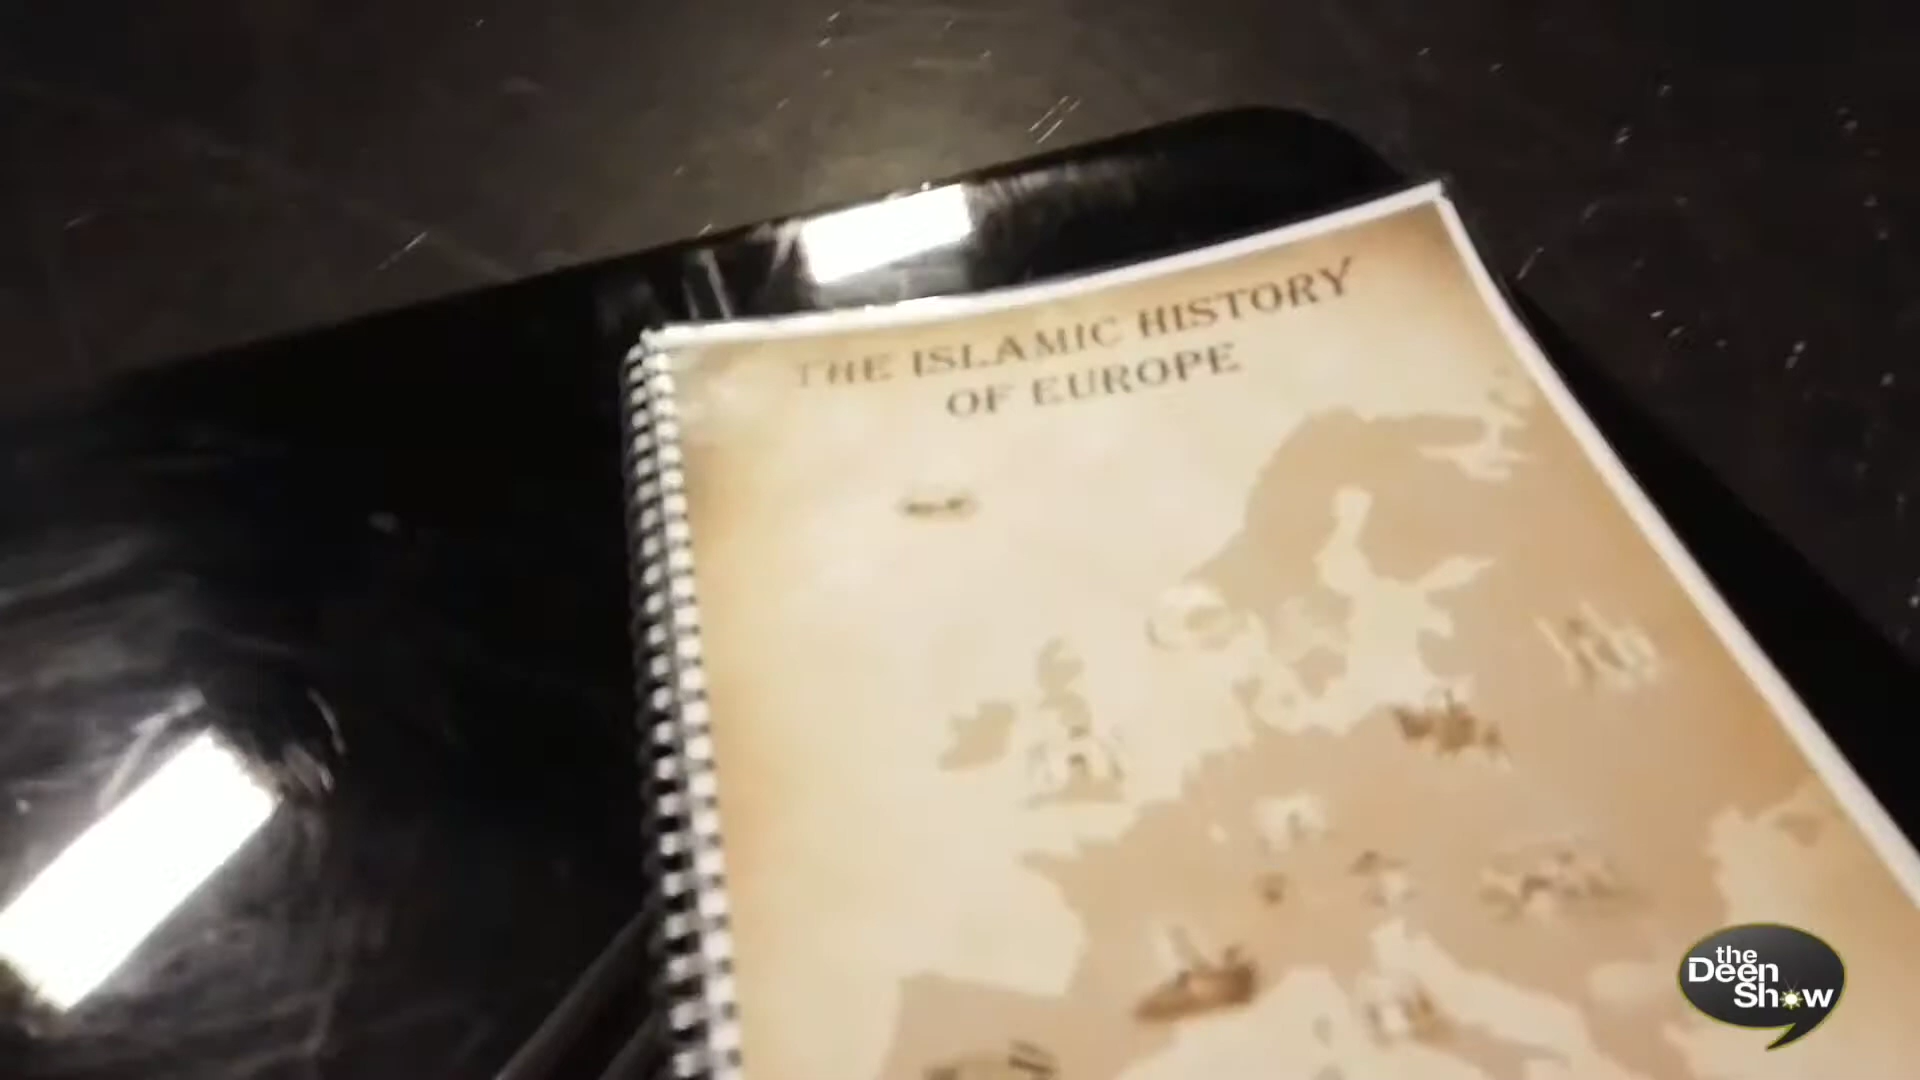 THE ISLAMIC HISTORY
OF EUROPE
the
Deen
Show